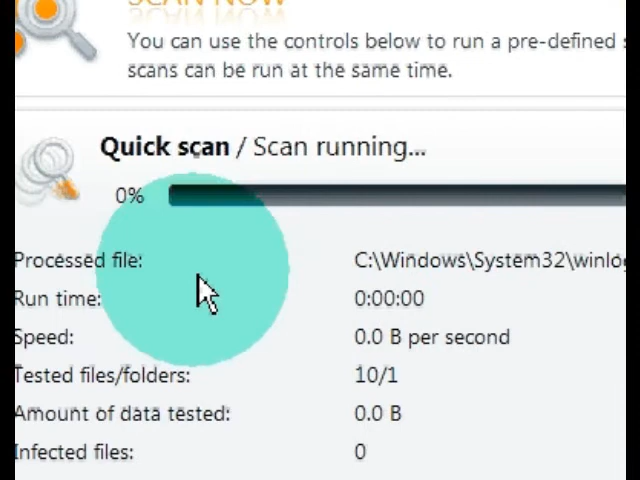 SCAN NOW
You can use the controls below to run a pre-defined
scans can be run at the same time.
Quick scan / Scan running...
0%
Processed file: C:\Windows\System32\winlog
Run time: 0:00:00
Speed: 0.0 B per second
Tested files/folders: 10/1
Amount of data tested: 0.0 B
Infected files: 0